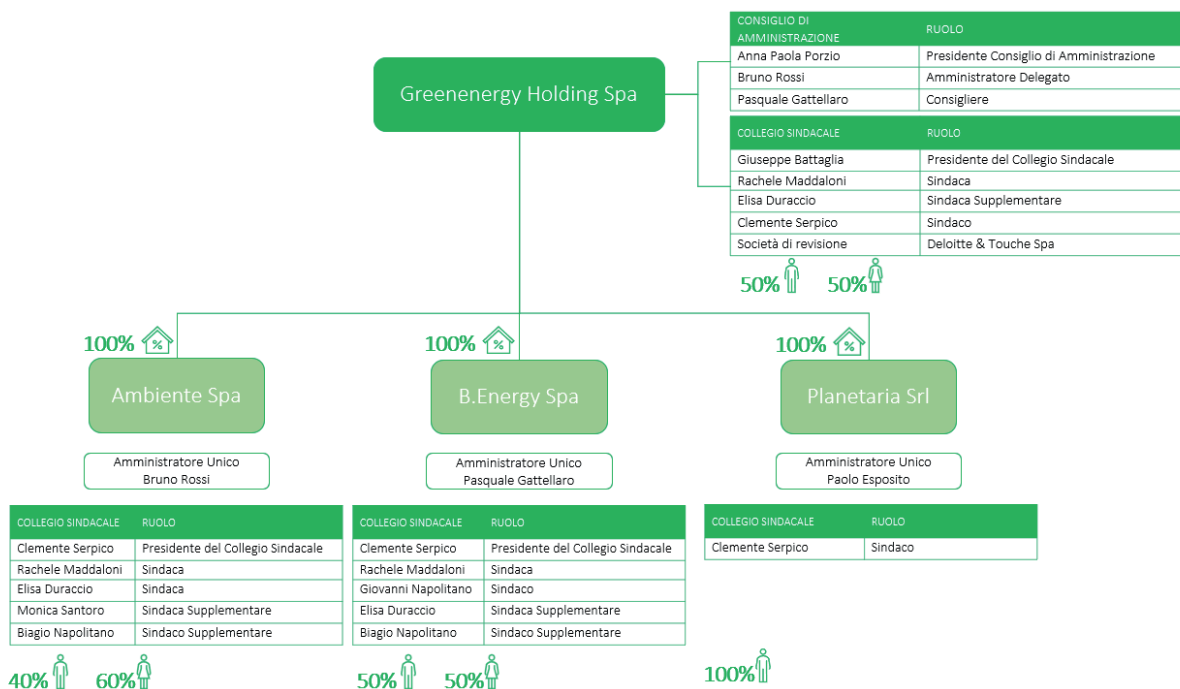 Greenenergy Holding Spa
CONSIGLIO DI AMMINISTRAZIONE RUOLO
Anna Paola Porzio Presidente Consiglio di Amministrazione
Bruno Rossi Amministratore Delegato
Pasquale Gattellaro Consigliere
COLLEGIO SINDACALE RUOLO
Giuseppe Battaglia Presidente del Collegio Sindacale
Rachele Maddaloni Sindaca
Elisa Duraccio Sindaca Supplementare
Clemente Serpico Sindaco
Società di revisione Deloitte & Touche Spa
50% 50%
100% %
Ambiente Spa
Amministratore Unico
Bruno Rossi
COLLEGIO SINDACALE RUOLO
Clemente Serpico Presidente del Collegio Sindacale
Rachele Maddaloni Sindaca
Elisa Duraccio Sindaca
Monica Santoro Sindaca Supplementare
Biagio Napolitano Sindaco Supplementare
40% 60%
100% %
B.Energy Spa
Amministratore Unico
Pasquale Gattellaro
COLLEGIO SINDACALE RUOLO
Clemente Serpico Presidente del Collegio Sindacale
Rachele Maddaloni Sindaca
Giovanni Napolitano Sindaco
Elisa Duraccio Sindaca Supplementare
Biagio Napolitano Sindaco Supplementare
50% 50%
100% %
Planetaria Srl
Amministratore Unico
Paolo Esposito
COLLEGIO SINDACALE RUOLO
Clemente Serpico Sindaco
100%